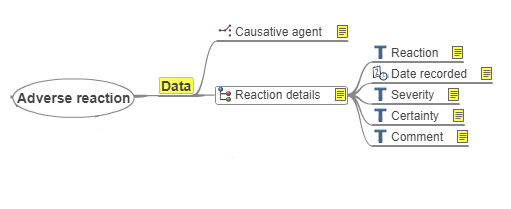 Adverse reaction
Data
Causative agent
Reaction details
Reaction
Date recorded
Severity
Certainty
Comment